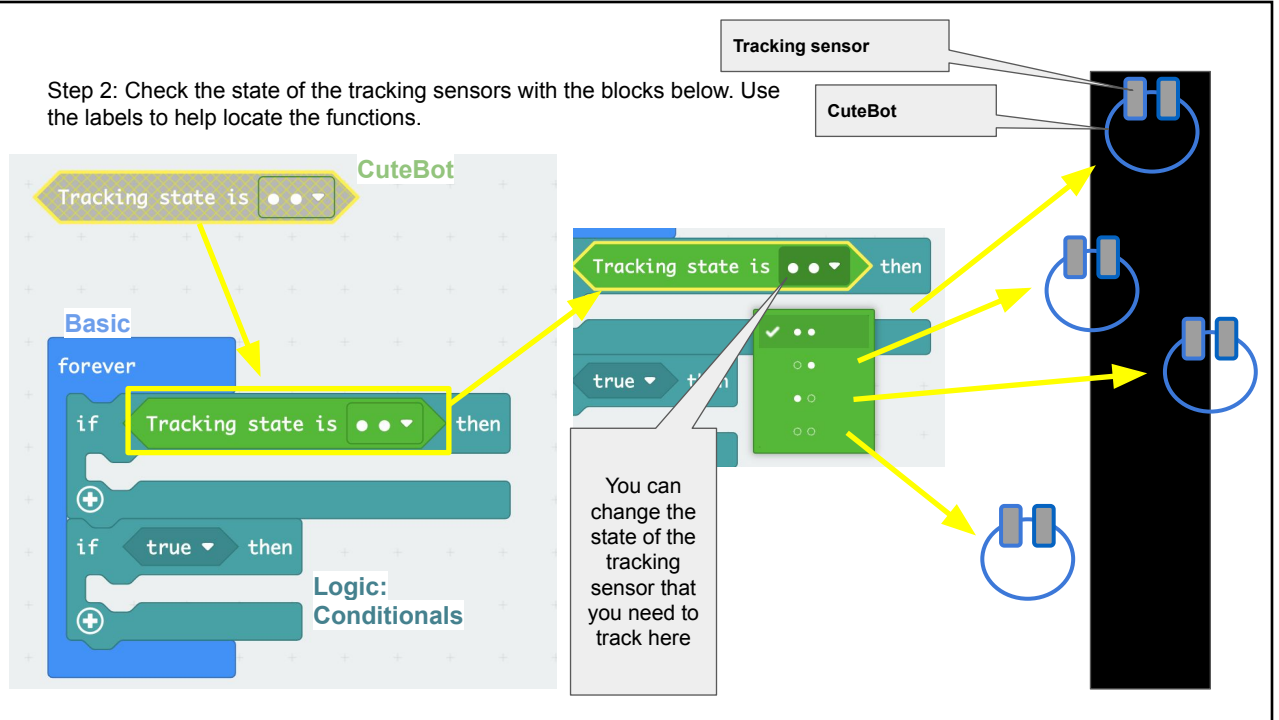 Tracking sensor
CuteBot
Step 2: Check the state of the tracking sensors with the blocks below. Use
the labels to help locate the functions.
CuteBot
Tracking state is
Basic
forever
if Tracking state is then
if true then
Logic:
Conditionals
Tracking state is then
true then
You can
change the
state of the
tracking
sensor that
you need to
track here